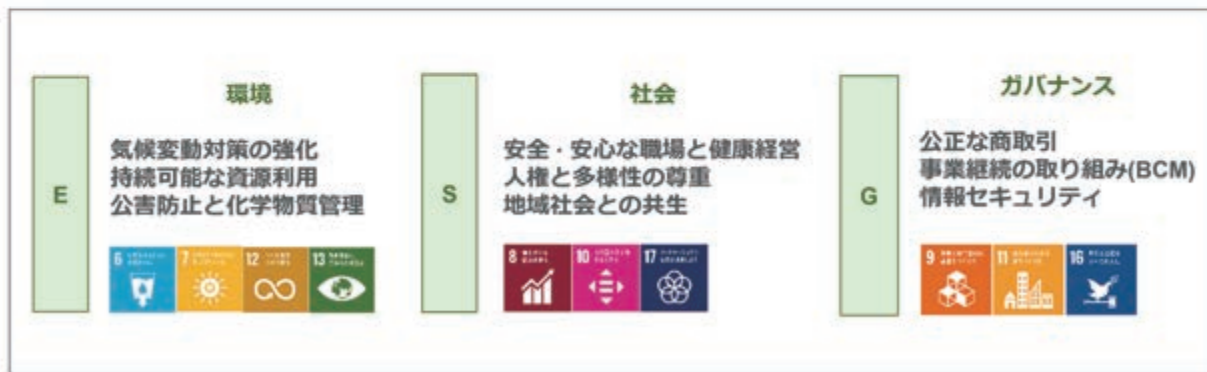 E
環境
気候変動対策の強化
持続可能な資源利用
公害防止と化学物質管理
6
7
12
13
S
社会
安全・安心な職場と健康経営
人権と多様性の尊重
地域社会との共生
8
10
17
G
ガバナンス
公正な商取引
事業継続の取り組み(BCM)
情報セキュリティ
9
11
16